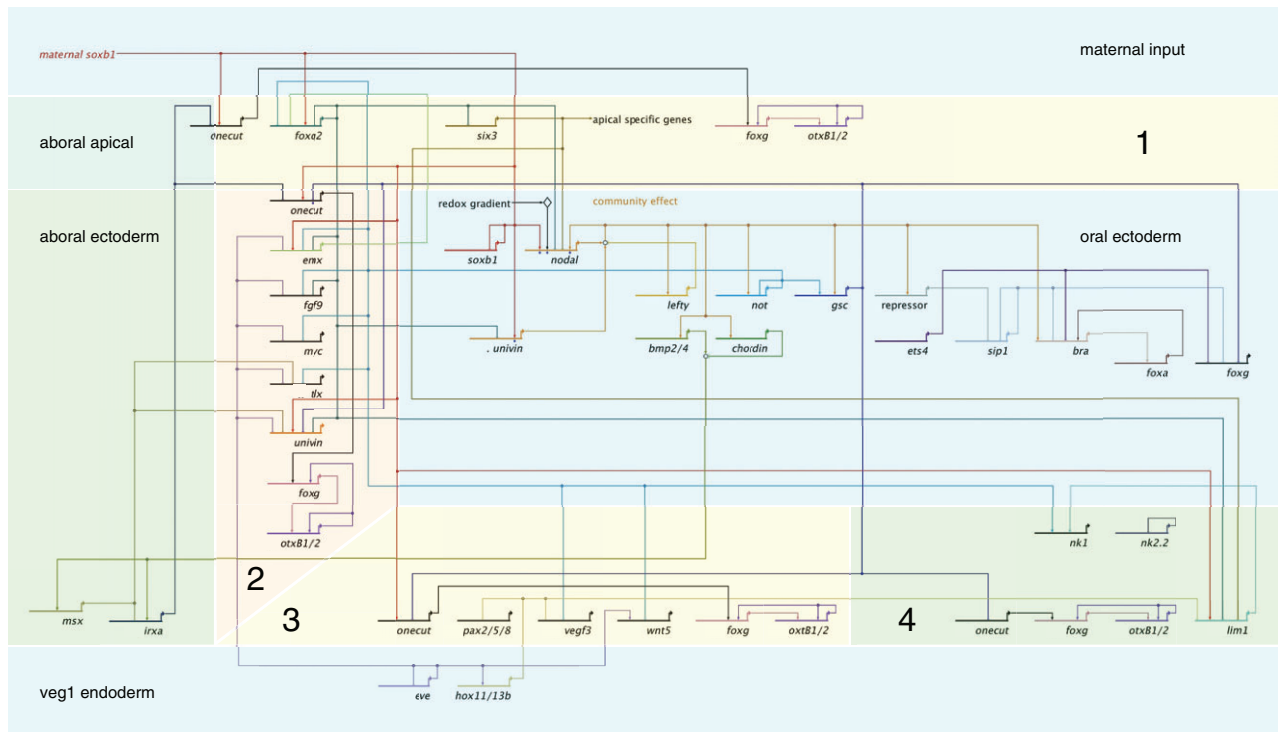 maternal soxb1
maternal input
aboral apical
onecut
foxa2
six3
apical specific genes
foxg
otxB1/2
1
aboral ectoderm
onecut
redox gradient
community effect
oral ectoderm
emx
soxb1
nodal
fgf9
lefty
not
gsc
repressor
msc
. univin
bmp2/4
chordin
ets4
sip1
bra
foxa
foxg
tlx
univin
foxg
otxB1/2
nk1
nk2.2
2
3
4
msx
irxa
onecut
pax2/5/8
vegf3
wnt5
foxg
oxtB1/2
onecut
foxg
otxB1/2
lim1
veg1 endoderm
eve
hox11/13b